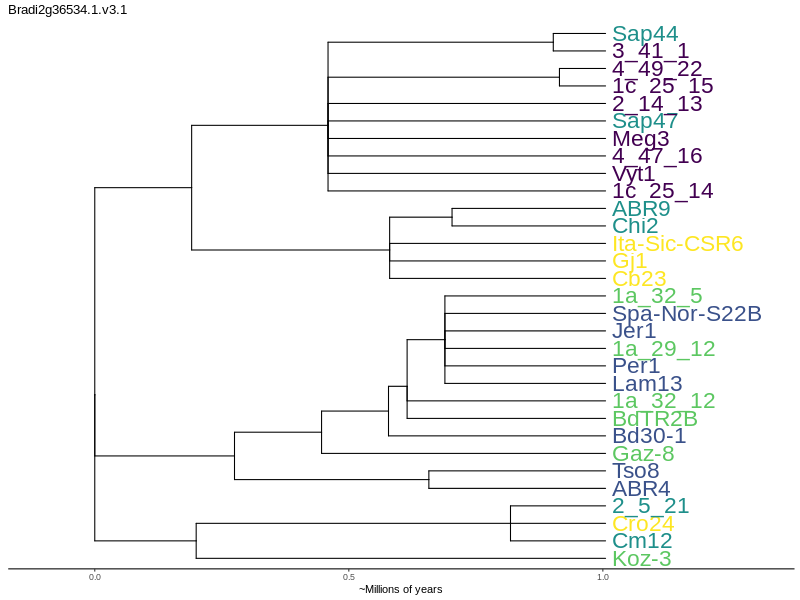 Bradi2g36534.1.v3.1
Sap44
3_41_1
4_49_22
1c_25_15
2_14_13
Sap47
Meg3
4_47_16
Vyt1
1c_25_14
ABR9
Chi2
Ita-Sic-CSR6
Gj1
Cb23
1a_32_5
Spa-Nor-S22B
Jer1
1a_29_12
Per1
Lam13
1a_32_12
BdTR2B
Bd30-1
Gaz-8
Tso8
ABR4
2_5_21
Cro24
Cm12
Koz-3
0.0 0.5 1.0
~Millions of years